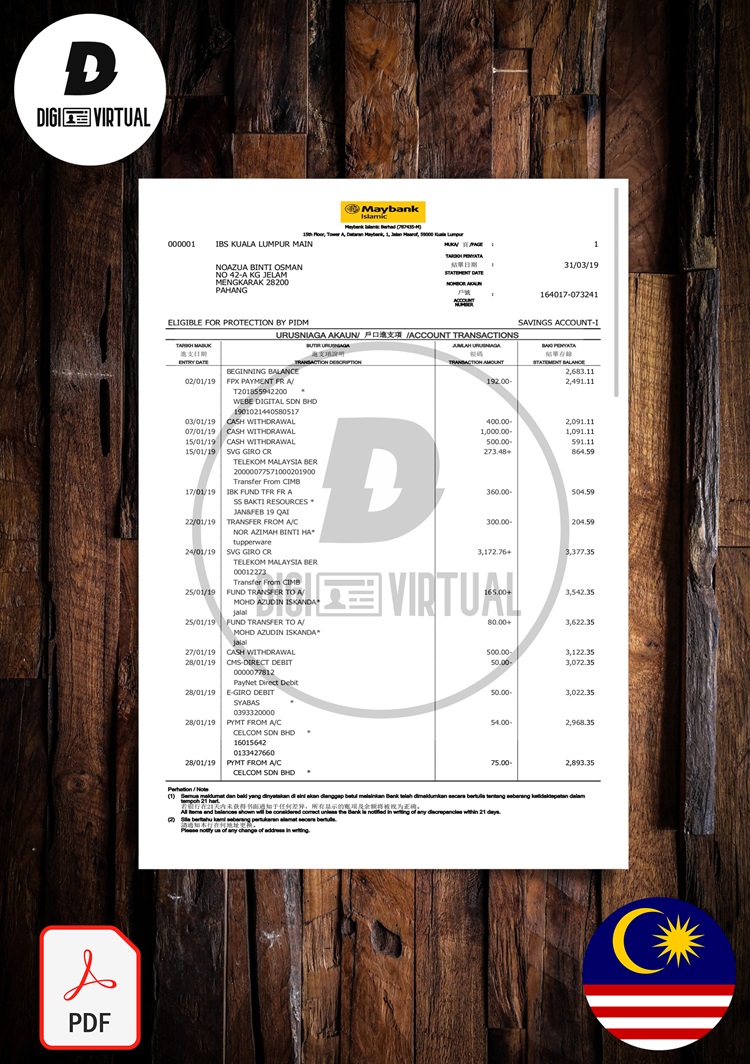 D
DIGI VIRTUAL
Maybank
Islamic
Maybank Islamic Berhad (787435-M)
15th Floor, Tower A, Dataran Maybank, 1, Jalan Maarof, 59000 Kuala Lumpur
000001 IBS KUALA LUMPUR MAIN MUKA/ 頁 /PAGE : 1
NOAZUA BINTI OSMAN
NO 42-A KG JELAM
MENGKARAK 28200
PAHANG
TARIKH PENYATA
結單日期 : 31/03/19
STATEMENT DATE
NOMBOR AKAUN
戶號 : 164017-073241
ACCOUNT
NUMBER
ELIGIBLE FOR PROTECTION BY PIDM SAVINGS ACCOUNT-I
URUSNIAGA AKAUN/ 戶口進支項 /ACCOUNT TRANSACTIONS
TARIKH MASUK BUTIR URUSNIAGA JUMLAH URUSNIAGA BAKI PENYATA
進支日期 進支項說明 銀碼 結單存餘
ENTRY DATE TRANSACTION DESCRIPTION TRANSACTION AMOUNT STATEMENT BALANCE
BEGINNING BALANCE 2,683.11
02/01/19 FPX PAYMENT FR A/ 192.00- 2,491.11
T201855942200 *
WEBE DIGITAL SDN BHD
1901021440580517
03/01/19 CASH WITHDRAWAL 400.00- 2,091.11
07/01/19 CASH WITHDRAWAL 1,000.00- 1,091.11
15/01/19 CASH WITHDRAWAL 500.00- 591.11
15/01/19 SVG GIRO CR 273.48+ 864.59
TELEKOM MALAYSIA BER
20000077571000201900
Transfer From CIMB
17/01/19 IBK FUND TFR FR A 360.00- 504.59
SS BAKTI RESOURCES *
JAN&FEB 19 QAI
22/01/19 TRANSFER FROM A/C 300.00- 204.59
NOR AZIMAH BINTI HA*
tupperware
24/01/19 SVG GIRO CR 3,172.76+ 3,377.35
TELEKOM MALAYSIA BER
00012273
Transfer From CIMB
25/01/19 FUND TRANSFER TO A/ 165.00+ 3,542.35
MOHD AZUDIN ISKANDA*
jalal
25/01/19 FUND TRANSFER TO A/ 80.00+ 3,622.35
MOHD AZUDIN ISKANDA*
jalal
27/01/19 CASH WITHDRAWAL 500.00- 3,122.35
28/01/19 CMS-DIRECT DEBIT 50.00- 3,072.35
0000077812
PayNet Direct Debit
28/01/19 E-GIRO DEBIT 50.00- 3,022.35
SYABAS *
0393320000
28/01/19 PYMT FROM A/C 54.00- 2,968.35
CELCOM SDN BHD *
16015642
0133427660
28/01/19 PYMT FROM A/C 75.00- 2,893.35
CELCOM SDN BHD *
D
DIGI VIRTUAL
Perhation / Note
(1) Semua maklumat dan baki yang dinyatakan di sini akan dianggap betul melainkan Bank telah dimaklumkan secara bertulis tentang sebarang ketidaktepatan dalam
tempoh 21 hari.
若銀行在21天內未獲得書面通知于任何差异，所有显示的賬項及余額將被視為正確。
All items and balances shown will be considered correct unless the Bank is notified in writing of any discrepancies within 21 days.
(2) Sila beritahu kami sebarang pertukaran alamat secara bertulis.
請通知本行在何地址更換。
Please notify us of any change of address in writing.
PDF